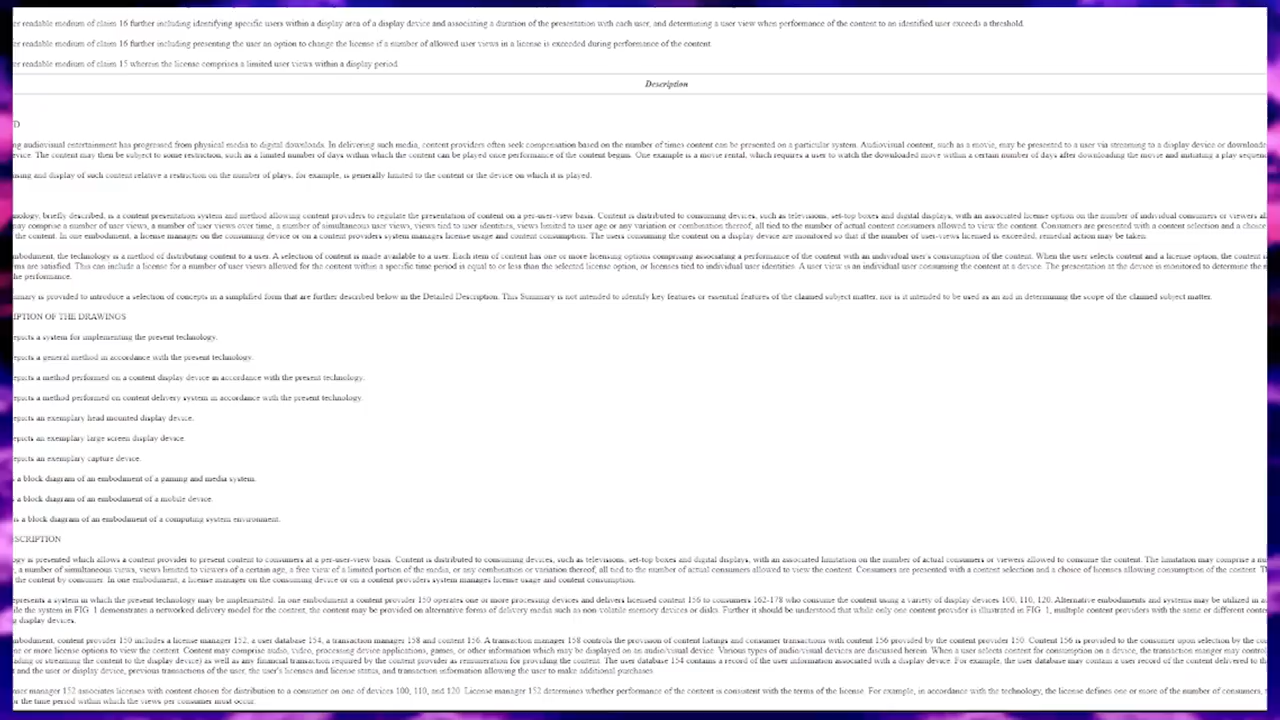 er readable medium of claim 16 further including identifying specific users within a display area of a display device and associating a duration of the presentation with each user, and determining a user view when performance of the content to an identified user exceeds a threshold.
er readable medium of claim 16 further including presenting the user an option to change the license if a number of allowed user views in a license is exceeded during performance of the content
er readable medium of claim 15 wherein the license comprises a limited user views within a display period.
Description
D
ng audiovisual entertainment has progressed from physical media to digital downloads. In delivering such media, content providers often seek compensation based on the number of times content can be presented on a particular system. Audiovisual content, such as a movie, may be presented to a user via streaming to a display device or downloade
evice. The content may then be subject to some restriction, such as a limited number of days within which the content can be played once performance of the content begins. One example is a movie rental, which requires a user to watch the downloaded move within a certain number of days after downloading the movie and initiating a play sequen
nsing and display of such content relative a restriction on the number of plays, for example, is generally limited to the content or the device on which it is played.
nology, briefly described, is a content presentation system and method allowing content providers to regulate the presentation of content on a per-user-view basis. Content is distributed to consuming devices, such as televisions, set-top boxes and digital displays, with an associated license option on the number of individual consumers or viewers all
may comprise a number of user views, a number of user views over time, a number of simultaneous user views, views tied to user identities, views limited to user age or any variation or combination thereof, all tied to the number of actual content consumers allowed to view the content. Consumers are presented with a content selection and a choice
the content. In one embodiment, a license manager on the consuming device or on a content providers system manages license usage and content consumption. The users consuming the content on a display device are monitored so that if the number of user-views licensed is exceeded, remedial action may be taken.
mbodiment, the technology is a method of distributing content to a user. A selection of content is made available to a user. Each item of content has one or more licensing options comprising associating a performance of the content with an individual user's consumption of the content. When the user selects content and a license option, the content i
ms are satisfied. This can include a license for a number of user views allowed for the content within a specific time period is equal to or less than the selected license option, or licenses tied to individual user identities. A user view is an individual user consuming the content at a device. The presentation at the device is monitored to determine the n
he performance.
mmary is provided to introduce a selection of concepts in a simplified form that are further described below in the Detailed Description. This Summary is not intended to identify key features or essential features of the claimed subject matter, nor is it intended to be used as an aid in determining the scope of the claimed subject matter.
IPTION OF THE DRAWINGS
epicts a system for implementing the present technology.
epicts a general method in accordance with the present technology.
epicts a method performed on a content display device in accordance with the present technology.
epicts a method performed on content delivery system in accordance with the present technology.
epicts an exemplary head mounted display device.
epicts an exemplary large screen display device.
epicts an exemplary capture device.
a block diagram of an embodiment of a gaming and media system.
a block diagram of an embodiment of a mobile device.
is a block diagram of an embodiment of a computing system environment.
SCRIPTION
ogy is presented which allows a content provider to present content to consumers at a per-user-view basis. Content is distributed to consuming devices, such as televisions, set-top boxes and digital displays, with an associated limitation on the number of actual consumers or viewers allowed to consume the content. The limitation may comprise a nu
, a number of simultaneous views, views limited to viewers of a certain age, a free view of a limited portion of the media, or any combination or variation thereof, all tied to the number of actual consumers allowed to view the content. Consumers are presented with a content selection and a choice of licenses allowing consumption of the content. T
the content by consumer. In one embodiment, a license manager on the consuming device or on a content providers system manages license usage and content consumption.
epresents a system in which the present technology may be implemented. In one embodiment a content provider 150 operates one or more processing devices and delivers licensed content 156 to consumers 162-178 who consume the content using a variety of display devices 100, 110, 120. Alternative embodiments and systems may be utilized in a
ile the system in FIG. 1 demonstrates a networked delivery model for the content, the content may be provided on alternative forms of delivery media such as non volatile memory devices or disks. Further it should be understood that while only one content provider is illustrated in FIG. 1, multiple content providers with the same or different conten
g display devices.
mbodiment, content provider 150 includes a license manager 152, a user database 154, a transaction manager 158 and content 156. A transaction manager 158 controls the provision of content listings and consumer transactions with content 156 provided by the content provider 150. Content 156 is provided to the consumer upon selection by the co
ne or more license options to view the content. Content may comprise audio, video, processing device applications, games, or other information which may be displayed on an audio/visual device. Various types of audio/visual devices are discussed herein. When a user selects content for consumption on a device, the transaction manger may control
ading or streaming the content to the display device) as well as any financial transaction required by the content provider as remuneration for providing the content. The user database 154 contains a record of the user information associated with a display device. For example, the user database may contain a user record of the content delivered to th
t and the user or display device, previous transactions of the user, the user's licenses and license status, and transaction information allowing the user to make additional purchases
user manager 152 associates licenses with content chosen for distribution to a consumer on one of devices 100, 110, and 120. License manager 152 determines whether performance of the content is consistent with the terms of the license. For example, in accordance with the technology, the license defines one or more of the number of consumers, t
or the time period within which the views per consumer must occur.